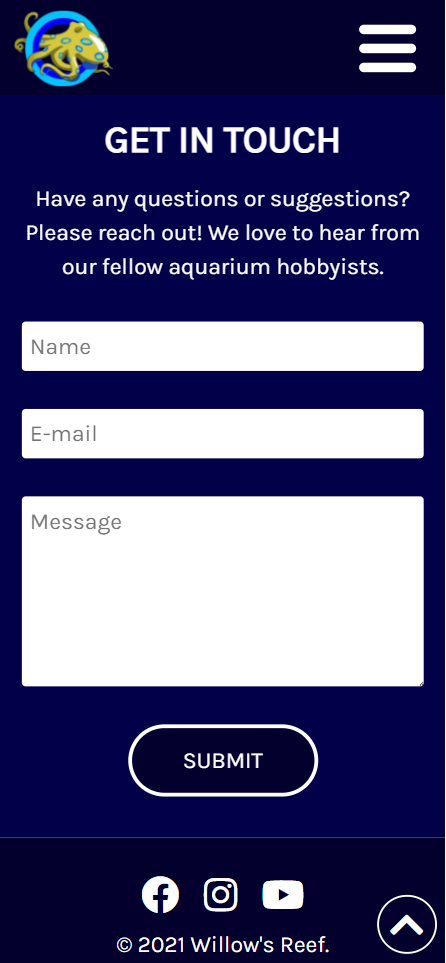 GET IN TOUCH
Have any questions or suggestions?
Please reach out! We love to hear from
our fellow aquarium hobbyists.
Name
E-mail
Message
SUBMIT
© 2021 Willow's Reef.